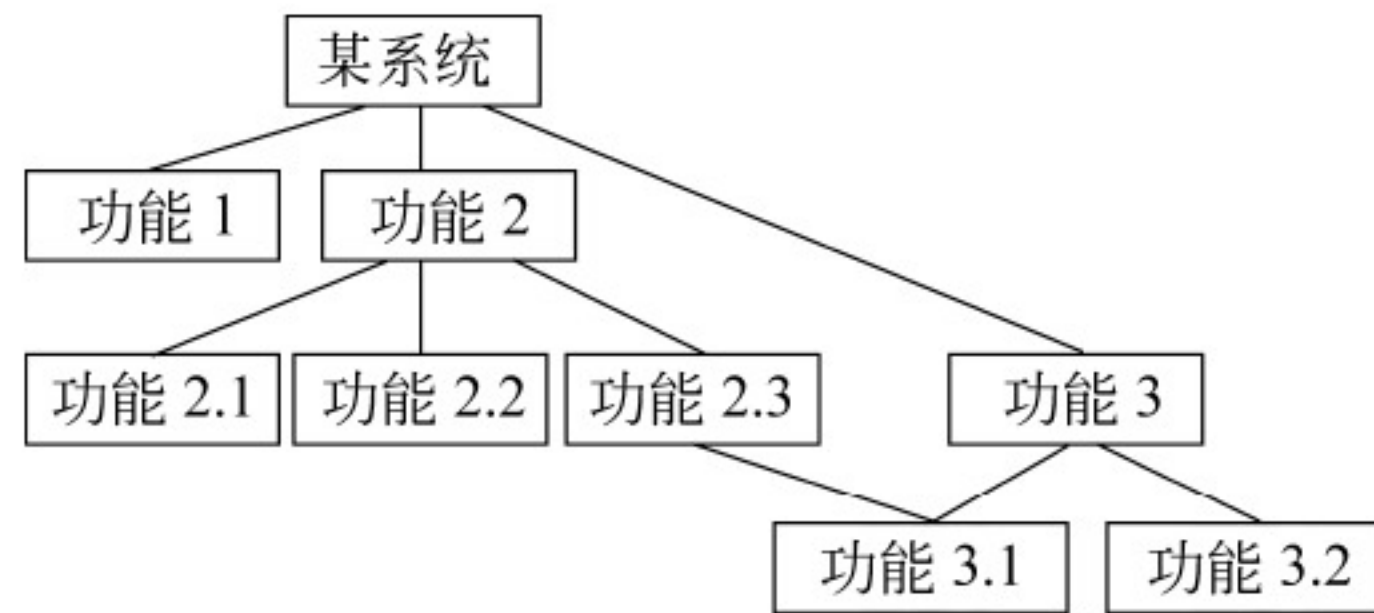 某系统
功能 1
功能 2
功能 2.1
功能 2.2
功能 2.3
功能 3
功能 3.1
功能 3.2